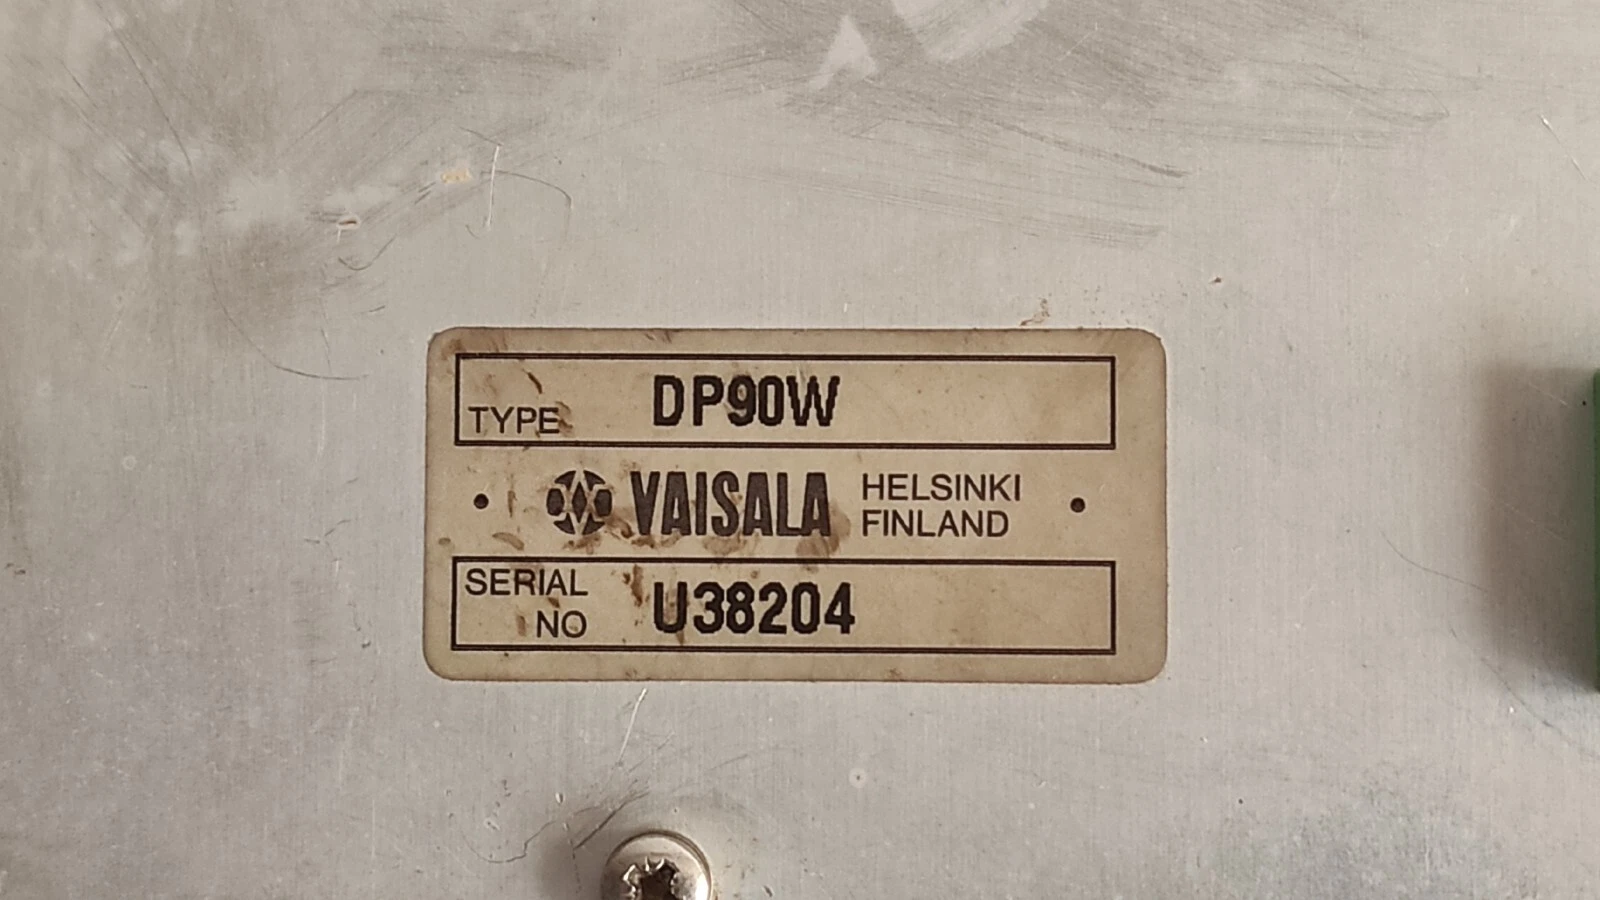 TYPE DP90W
VAISALA HELSINKI
FINLAND
SERIAL
NO U38204